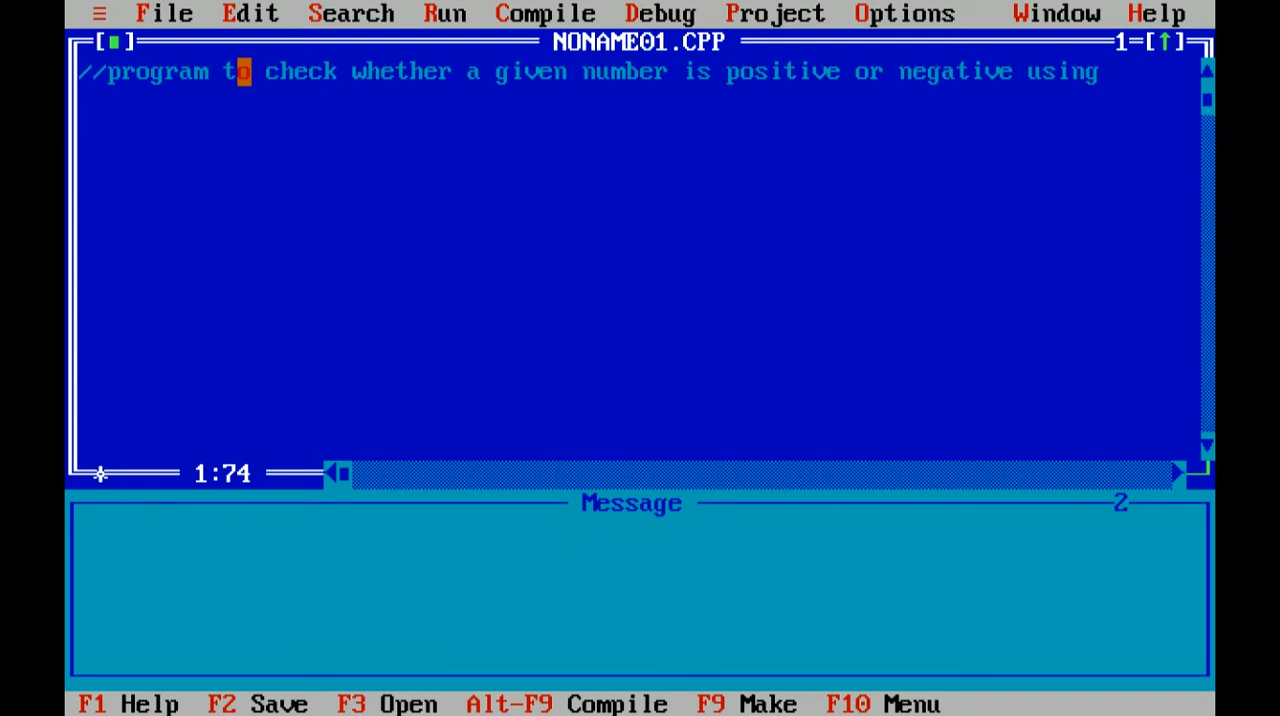 ≡ File Edit Search Run Compile Debug Project Options Window Help
[■] NONAME01.CPP 1=[↑]
//program to check whether a given number is positive or negative using
1:74
Message 2
F1 Help F2 Save F3 Open Alt-F9 Compile F9 Make F10 Menu